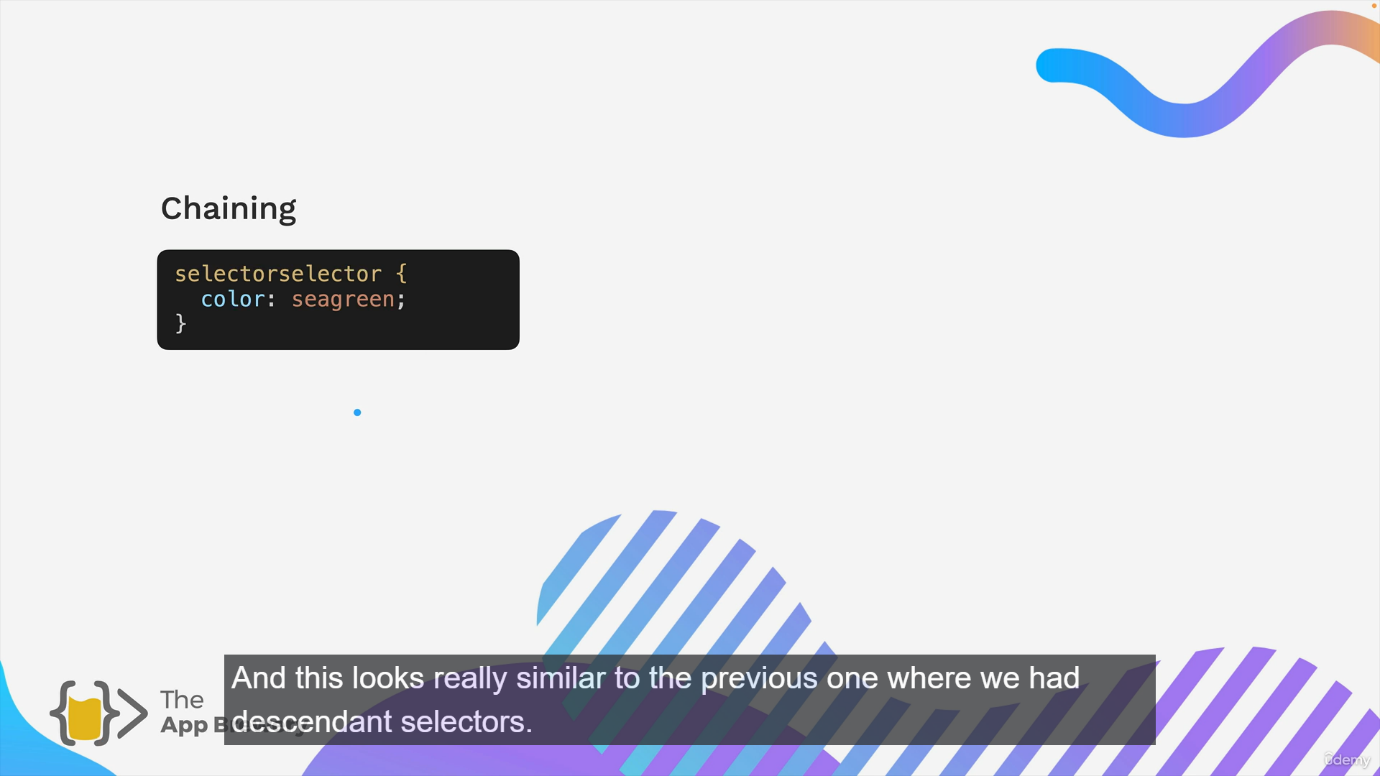 Chaining
selectorselector {
color: seagreen;
}
And this looks really similar to the previous one where we had
descendant selectors.
The
App Brewery
udemy